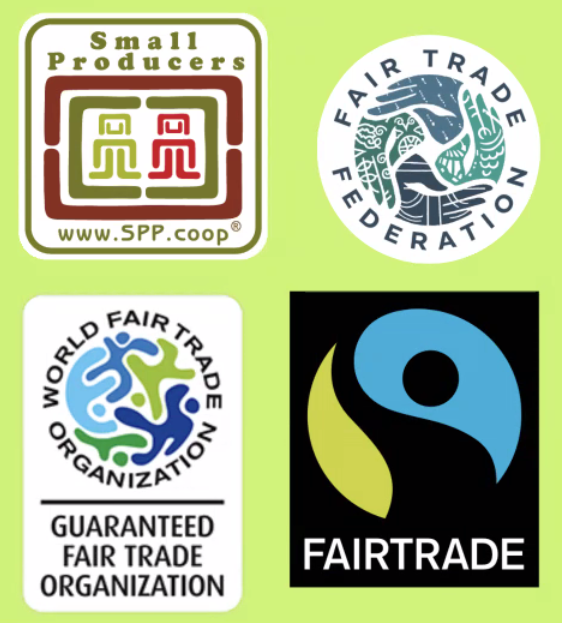 Small
Producers
www.SPP.coop®
FAIR TRADE
FEDERATION
WORLD FAIR TRADE
ORGANIZATION
GUARANTEED
FAIR TRADE
ORGANIZATION
FAIRTRADE